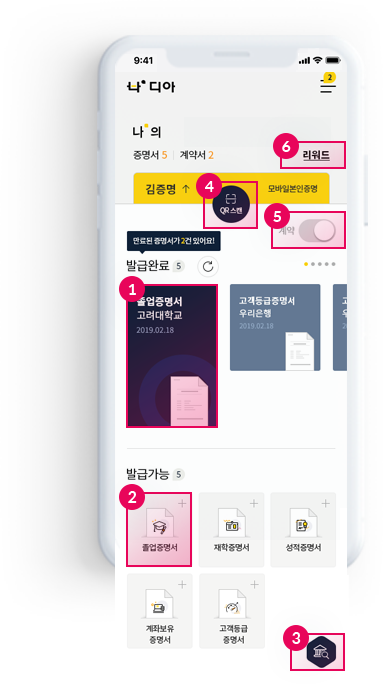 9:41
나디아
2
나의
6
증명서 5 계약서 2
리워드
4
김증명 ↑
QR스캔
모바일본인증명
5
계약
만료된 증명서가 2건 있어요!
발급완료 5
1
졸업증명서
고려대학교
2019.02.18
고객등급증명서
우리은행
2019.02.18
발급가능 5
2
졸업증명서
재학증명서
성적증명서
계좌보유
증명서
고객등급
증명서
3